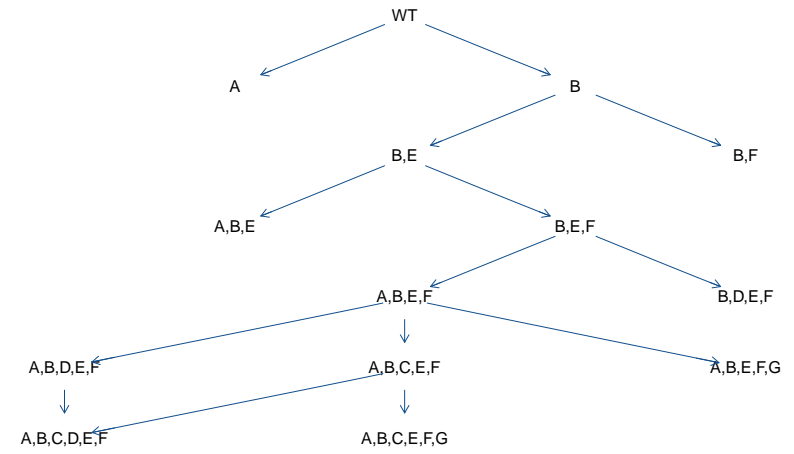 WT
A
B
B,E
B,F
A,B,E
B,E,F
A,B,E,F
B,D,E,F
A,B,D,E,F
A,B,C,E,F
A,B,E,F,G
A,B,C,D,E,F
A,B,C,E,F,G